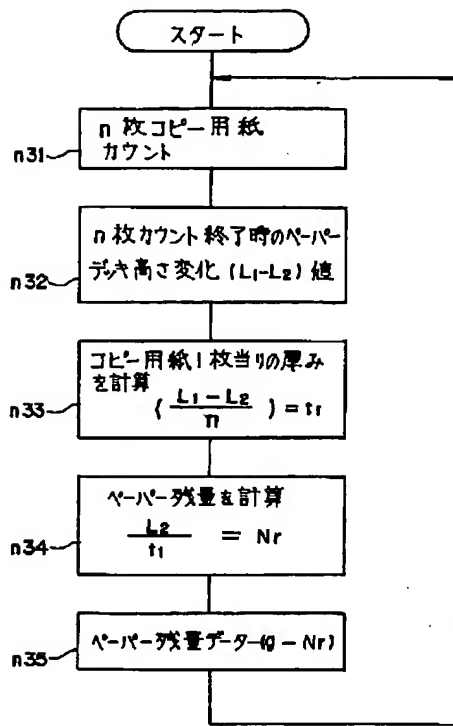 スタート
n枚コピー用紙
カウント
n31
n枚カウント終了時のペーパー
デッキ高さ変化 (L1-L2) 値
n32
コピー用紙1枚当りの厚み
を計算
( L1-L2 / n ) = t1
n33
ペーパー残量を計算
L2 / t1 = Nr
n34
ペーパー残量データー(g-Nr)
n35